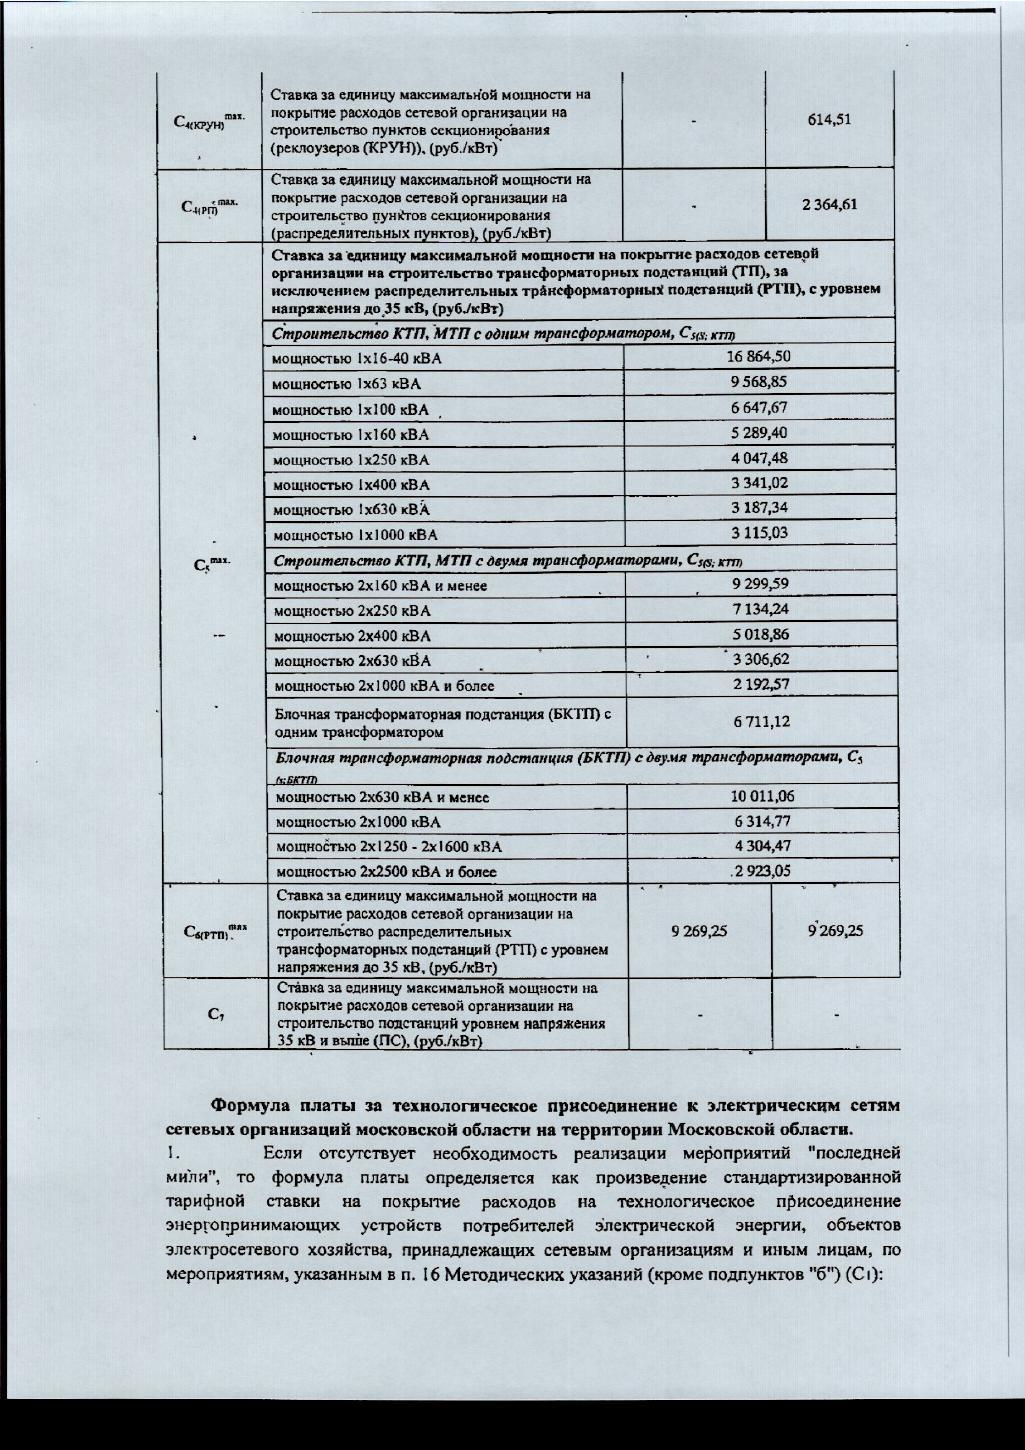 Ставка за единицу максимальной мощности на
покрытие расходов сетевой организации на
C4(КРУН)max. строительство пунктов секционирования - 614,51
(реклоузеров (КРУН)), (руб./кВт)
Ставка за единицу максимальной мощности на
покрытие расходов сетевой организации на
C4(РП)max. строительство пунктов секционирования - 2 364,61
(распределительных пунктов), (руб./кВт)
Ставка за единицу максимальной мощности на покрытие расходов сетевой
организации на строительство трансформаторных подстанций (ТП), за
исключением распределительных трансформаторных подстанций (РТП), с уровнем
напряжения до 35 кВ, (руб./кВт)
Строительство КТП, МТП с одним трансформатором, C5(s; КТП)
мощностью 1х16-40 кВА 16 864,50
мощностью 1х63 кВА 9 568,85
мощностью 1х100 кВА 6 647,67
мощностью 1х160 кВА 5 289,40
мощностью 1х250 кВА 4 047,48
мощностью 1х400 кВА 3 341,02
мощностью 1х630 кВА 3 187,34
мощностью 1х1000 кВА 3 115,03
C5max. Строительство КТП, МТП с двумя трансформаторами, C5(s; КТП)
мощностью 2х160 кВА и менее 9 299,59
мощностью 2х250 кВА 7 134,24
мощностью 2х400 кВА 5 018,86
мощностью 2х630 кВА 3 306,62
мощностью 2х1000 кВА и более 2 192,57
Блочная трансформаторная подстанция (БКТП) с
одним трансформатором 6 711,12
Блочная трансформаторная подстанция (БКТП) с двумя трансформаторами, C5
(s;БКТП)
мощностью 2х630 кВА и менее 10 011,06
мощностью 2х1000 кВА 6 314,77
мощностью 2х1250 - 2х1600 кВА 4 304,47
мощностью 2х2500 кВА и более 2 923,05
Ставка за единицу максимальной мощности на
покрытие расходов сетевой организации на
C6(РТП).max строительство распределительных 9 269,25 9 269,25
трансформаторных подстанций (РТП) с уровнем
напряжения до 35 кВ, (руб./кВт)
Ставка за единицу максимальной мощности на
покрытие расходов сетевой организации на
C7 строительство подстанций уровнем напряжения - -
35 кВ и выше (ПС), (руб./кВт)
Формула платы за технологическое присоединение к электрическим сетям
сетевых организаций московской области на территории Московской области.
1. Если отсутствует необходимость реализации мероприятий "последней
мили", то формула платы определяется как произведение стандартизированной
тарифной ставки на покрытие расходов на технологическое присоединение
энергопринимающих устройств потребителей электрической энергии, объектов
электросетевого хозяйства, принадлежащих сетевым организациям и иным лицам, по
мероприятиям, указанным в п. 16 Методических указаний (кроме подпунктов "б") (С1):